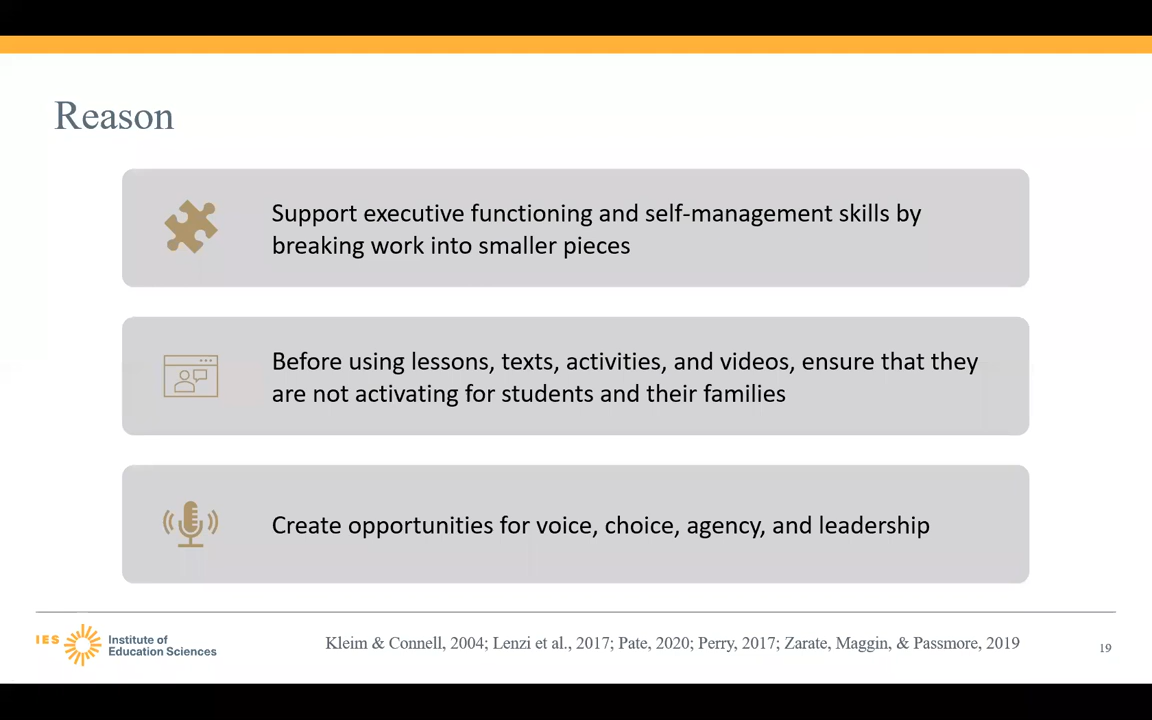 Reason
Support executive functioning and self-management skills by
breaking work into smaller pieces
Before using lessons, texts, activities, and videos, ensure that they
are not activating for students and their families
Create opportunities for voice, choice, agency, and leadership
IES
Institute of
Education Sciences
Kleim & Connell, 2004; Lenzi et al., 2017; Pate, 2020; Perry, 2017; Zarate, Maggin, & Passmore, 2019
19